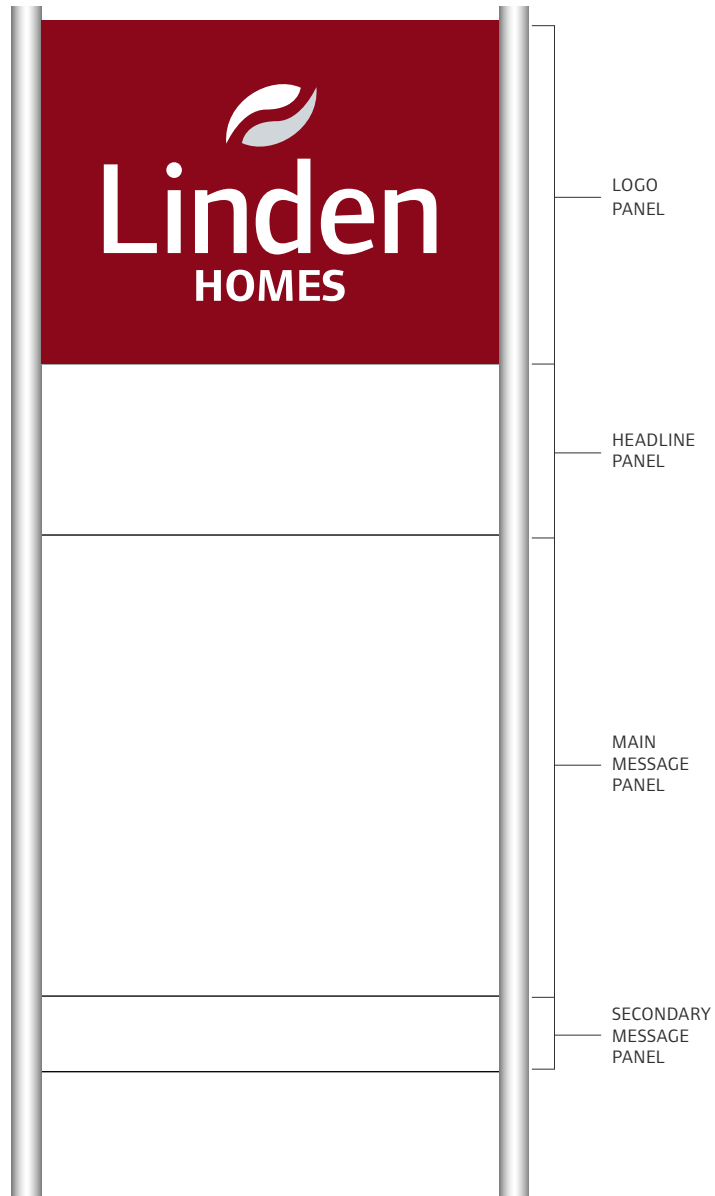 Linden
HOMES
LOGO
PANEL
HEADLINE
PANEL
MAIN
MESSAGE
PANEL
SECONDARY
MESSAGE
PANEL